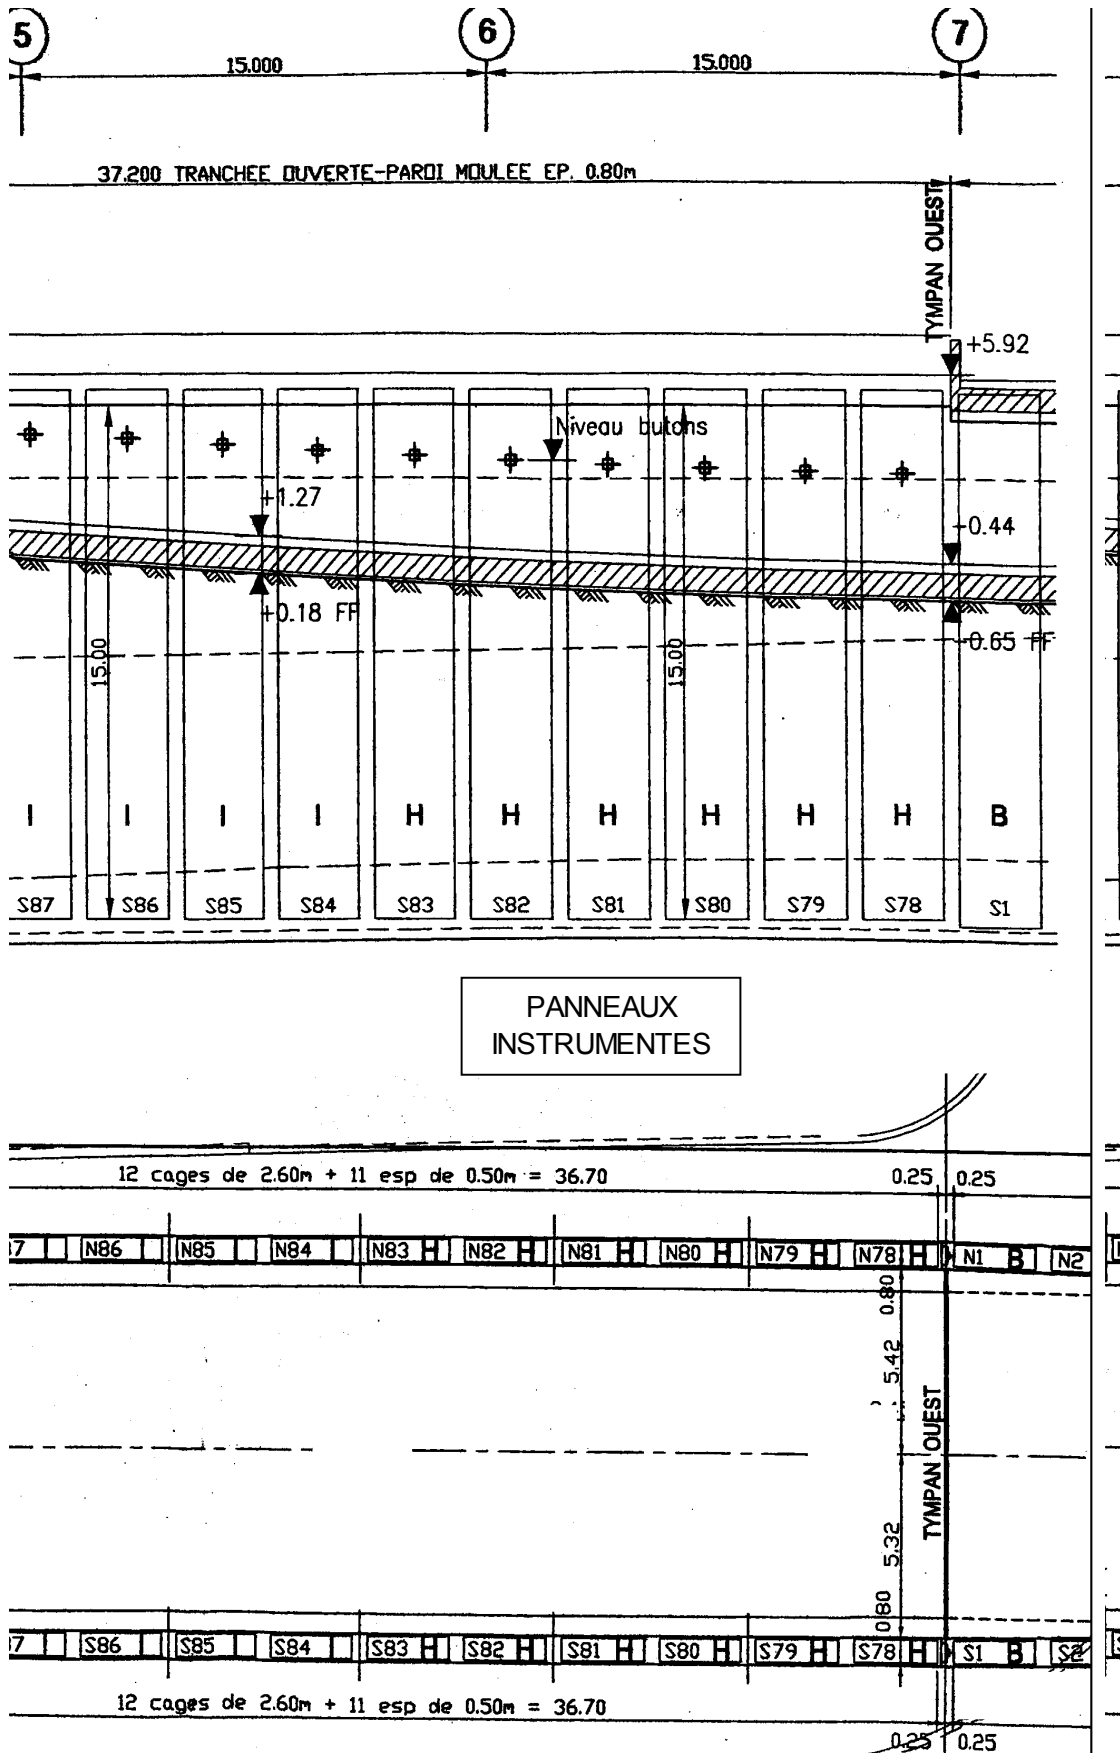 5
6
7
15.000
15.000
37.200 TRANCHEE OUVERTE-PAROI MOULEE EP. 0.80m
TYMPAN OUEST
+5.92
Niveau butons
+1.27
-0.44
+0.18 FF
-0.65 FF
15.00
15.00
I I I I H H H H H H B
S87 S86 S85 S84 S83 S82 S81 S80 S79 S78 S1
PANNEAUX
INSTRUMENTES
12 cages de 2.60m + 11 esp de 0.50m = 36.70
0.25 0.25
N86 N85 N84 N83 H N82 H N81 H N80 H N79 H N78 H N1 B N2
0.80
5.42
TYMPAN OUEST
5.32
0.80
S86 S85 S84 S83 H S82 H S81 H S80 H S79 H S78 H S1 B S2
12 cages de 2.60m + 11 esp de 0.50m = 36.70
0.25 0.25